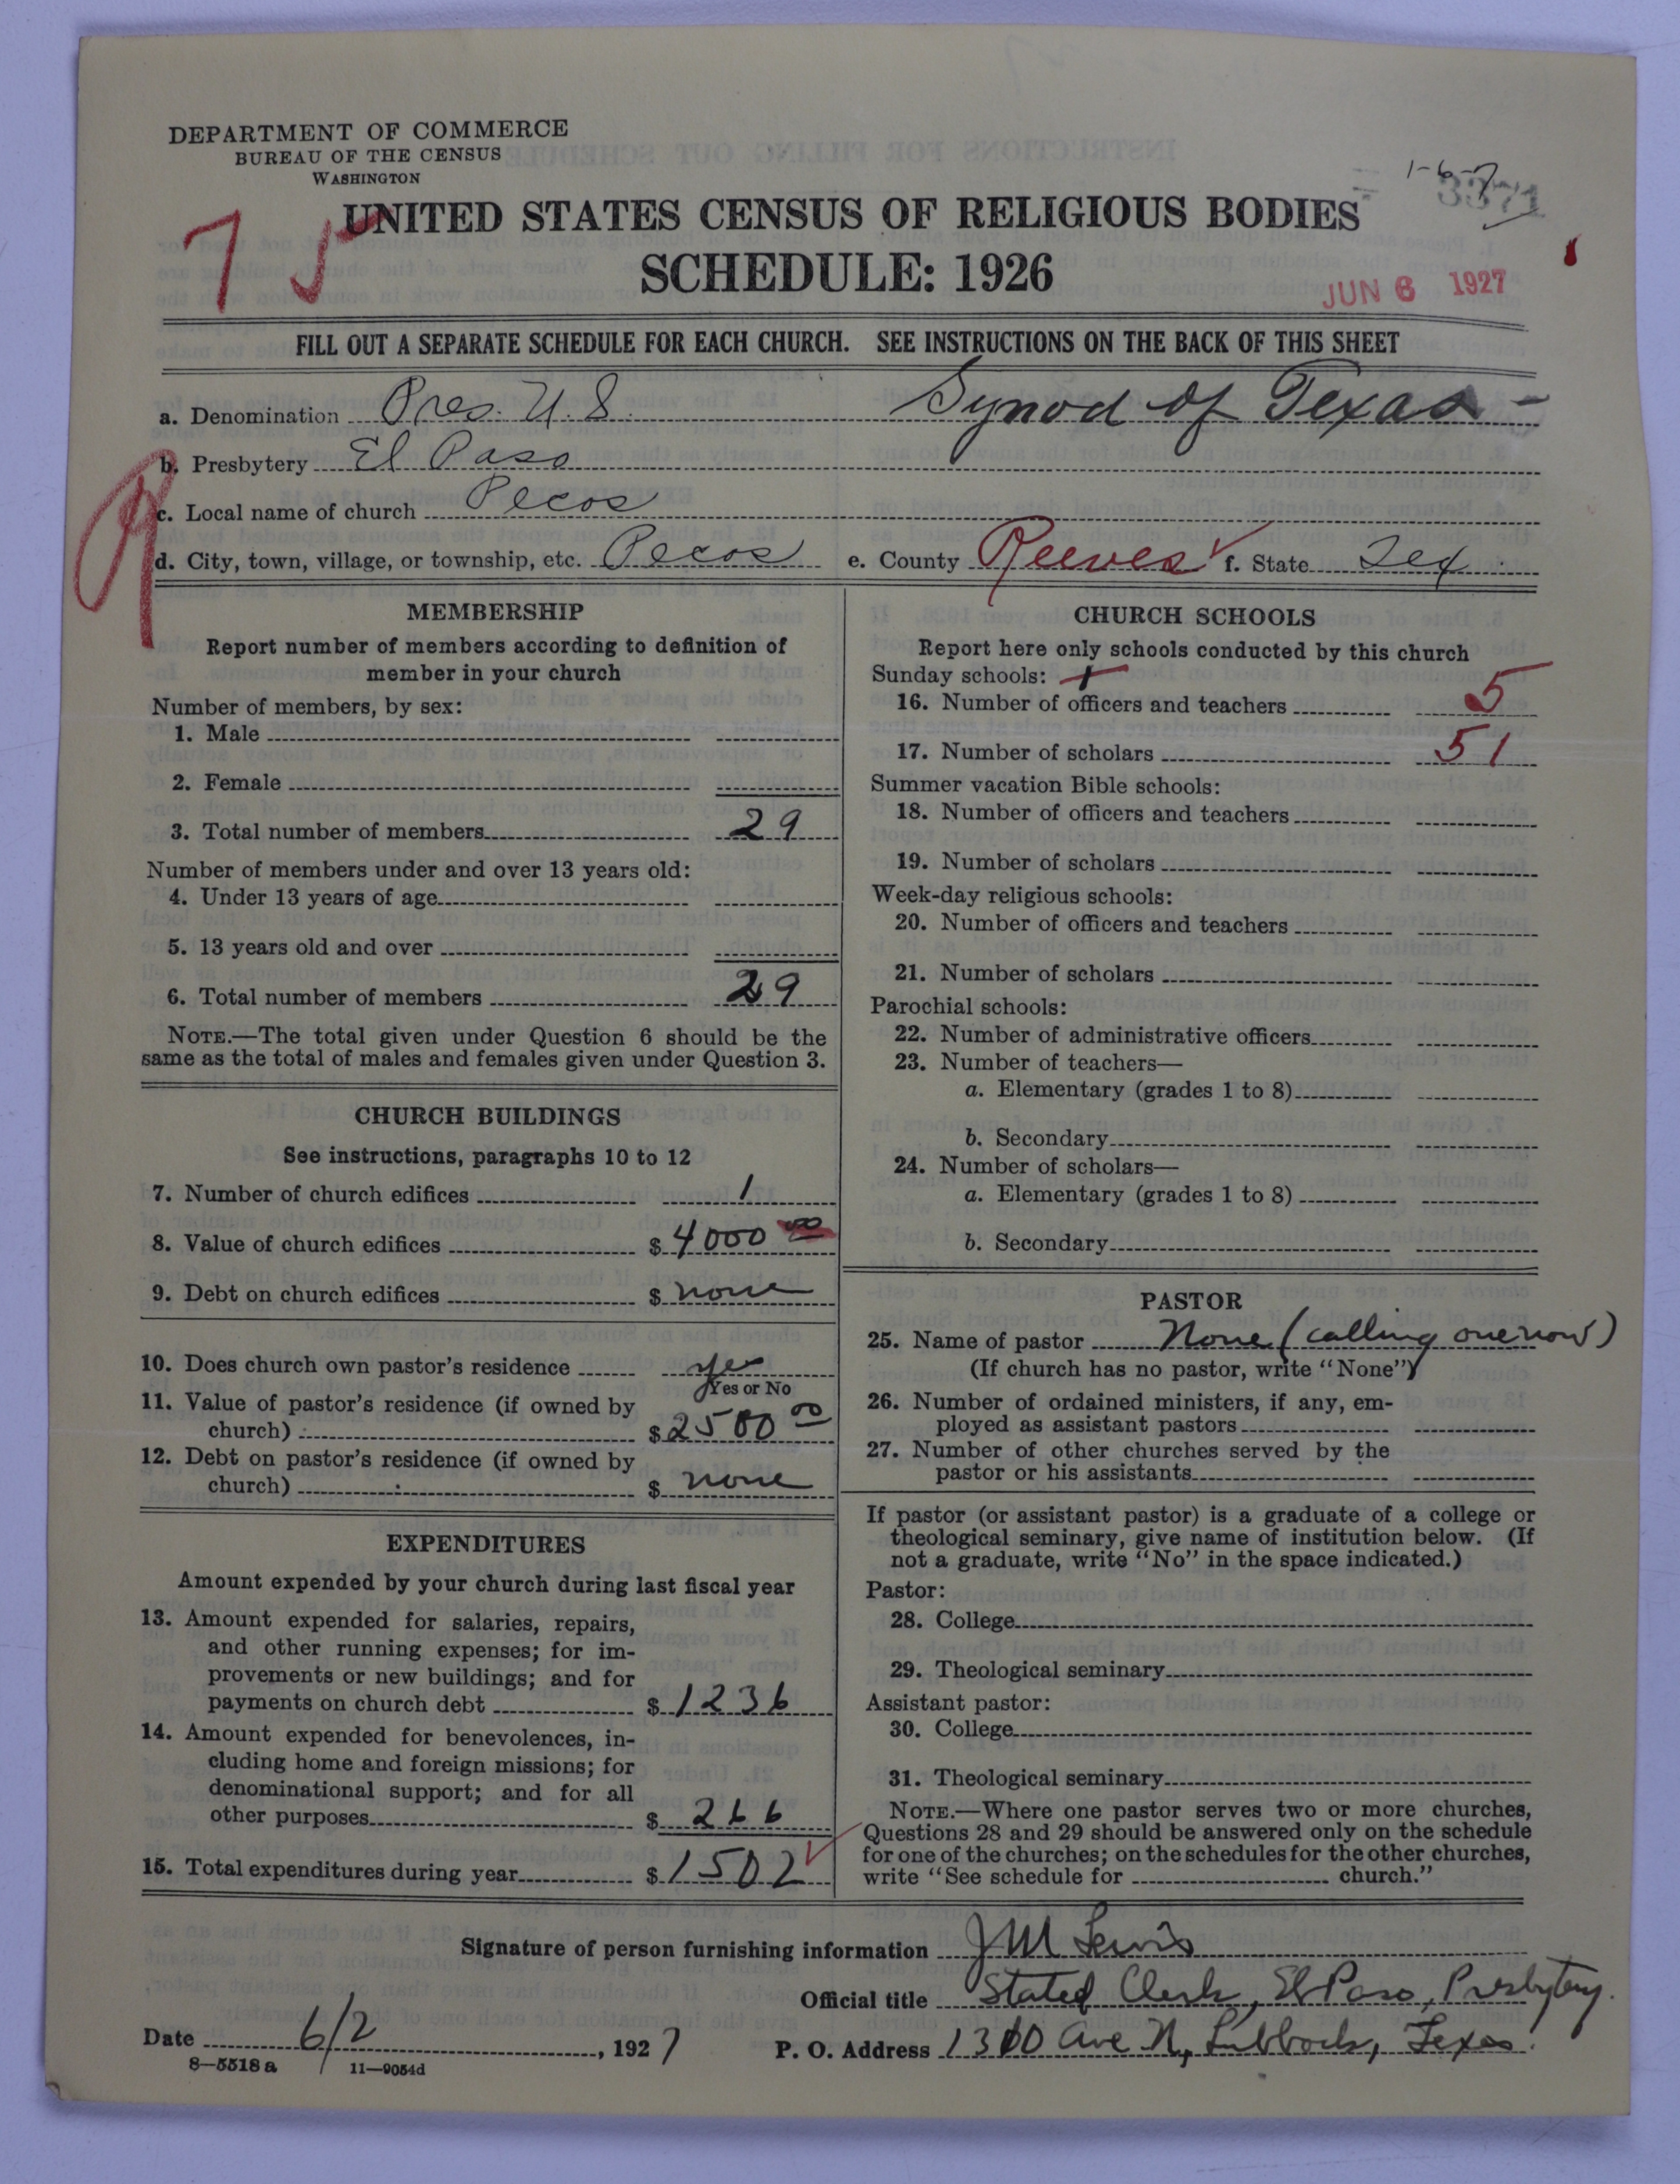 DEPARTMENT OF COMMERCE
BUREAU OF THE CENSUS
WASHINGTON
1-6-7
7 5
UNITED STATES CENSUS OF RELIGIOUS BODIES
SCHEDULE: 1926
JUN 6 1927
FILL OUT A SEPARATE SCHEDULE FOR EACH CHURCH. SEE INSTRUCTIONS ON THE BACK OF THIS SHEET
a. Denomination Pres. U.S. Synod of Texas -
b. Presbytery El Paso
c. Local name of church Pecos
d. City, town, village, or township, etc. Pecos e. County Reeves f. State Tex
MEMBERSHIP
Report number of members according to definition of
member in your church
Number of members, by sex:
1. Male
2. Female
3. Total number of members 29
Number of members under and over 13 years old:
4. Under 13 years of age
5. 13 years old and over
6. Total number of members 29
NOTE.—The total given under Question 6 should be the
same as the total of males and females given under Question 3.
CHURCH BUILDINGS
See instructions, paragraphs 10 to 12
7. Number of church edifices 1
8. Value of church edifices $ 4000 00
9. Debt on church edifices $ none
10. Does church own pastor's residence yes
Yes or No
11. Value of pastor's residence (if owned by
church) $ 2500 00
12. Debt on pastor's residence (if owned by
church) $ none
EXPENDITURES
Amount expended by your church during last fiscal year
13. Amount expended for salaries, repairs,
and other running expenses; for im-
provements or new buildings; and for
payments on church debt $ 1236
14. Amount expended for benevolences, in-
cluding home and foreign missions; for
denominational support; and for all
other purposes $ 266
15. Total expenditures during year $ 1502
CHURCH SCHOOLS
Report here only schools conducted by this church
Sunday schools:
16. Number of officers and teachers 5
17. Number of scholars 51
Summer vacation Bible schools:
18. Number of officers and teachers
19. Number of scholars
Week-day religious schools:
20. Number of officers and teachers
21. Number of scholars
Parochial schools:
22. Number of administrative officers
23. Number of teachers—
a. Elementary (grades 1 to 8)
b. Secondary
24. Number of scholars—
a. Elementary (grades 1 to 8)
b. Secondary
PASTOR
25. Name of pastor None (calling one now)
(If church has no pastor, write "None")
26. Number of ordained ministers, if any, em-
ployed as assistant pastors
27. Number of other churches served by the
pastor or his assistants
If pastor (or assistant pastor) is a graduate of a college or
theological seminary, give name of institution below. (If
not a graduate, write "No" in the space indicated.)
Pastor:
28. College
29. Theological seminary
Assistant pastor:
30. College
31. Theological seminary
NOTE.—Where one pastor serves two or more churches,
Questions 28 and 29 should be answered only on the schedule
for one of the churches; on the schedules for the other churches,
write "See schedule for church."
Signature of person furnishing information J M Lewis
Official title Stated Clerk, El Paso, Presbytery.
Date 6/2, 1927 P. O. Address 1310 Ave N, Lubbock, Texas.
8—5518 a 11—9054d